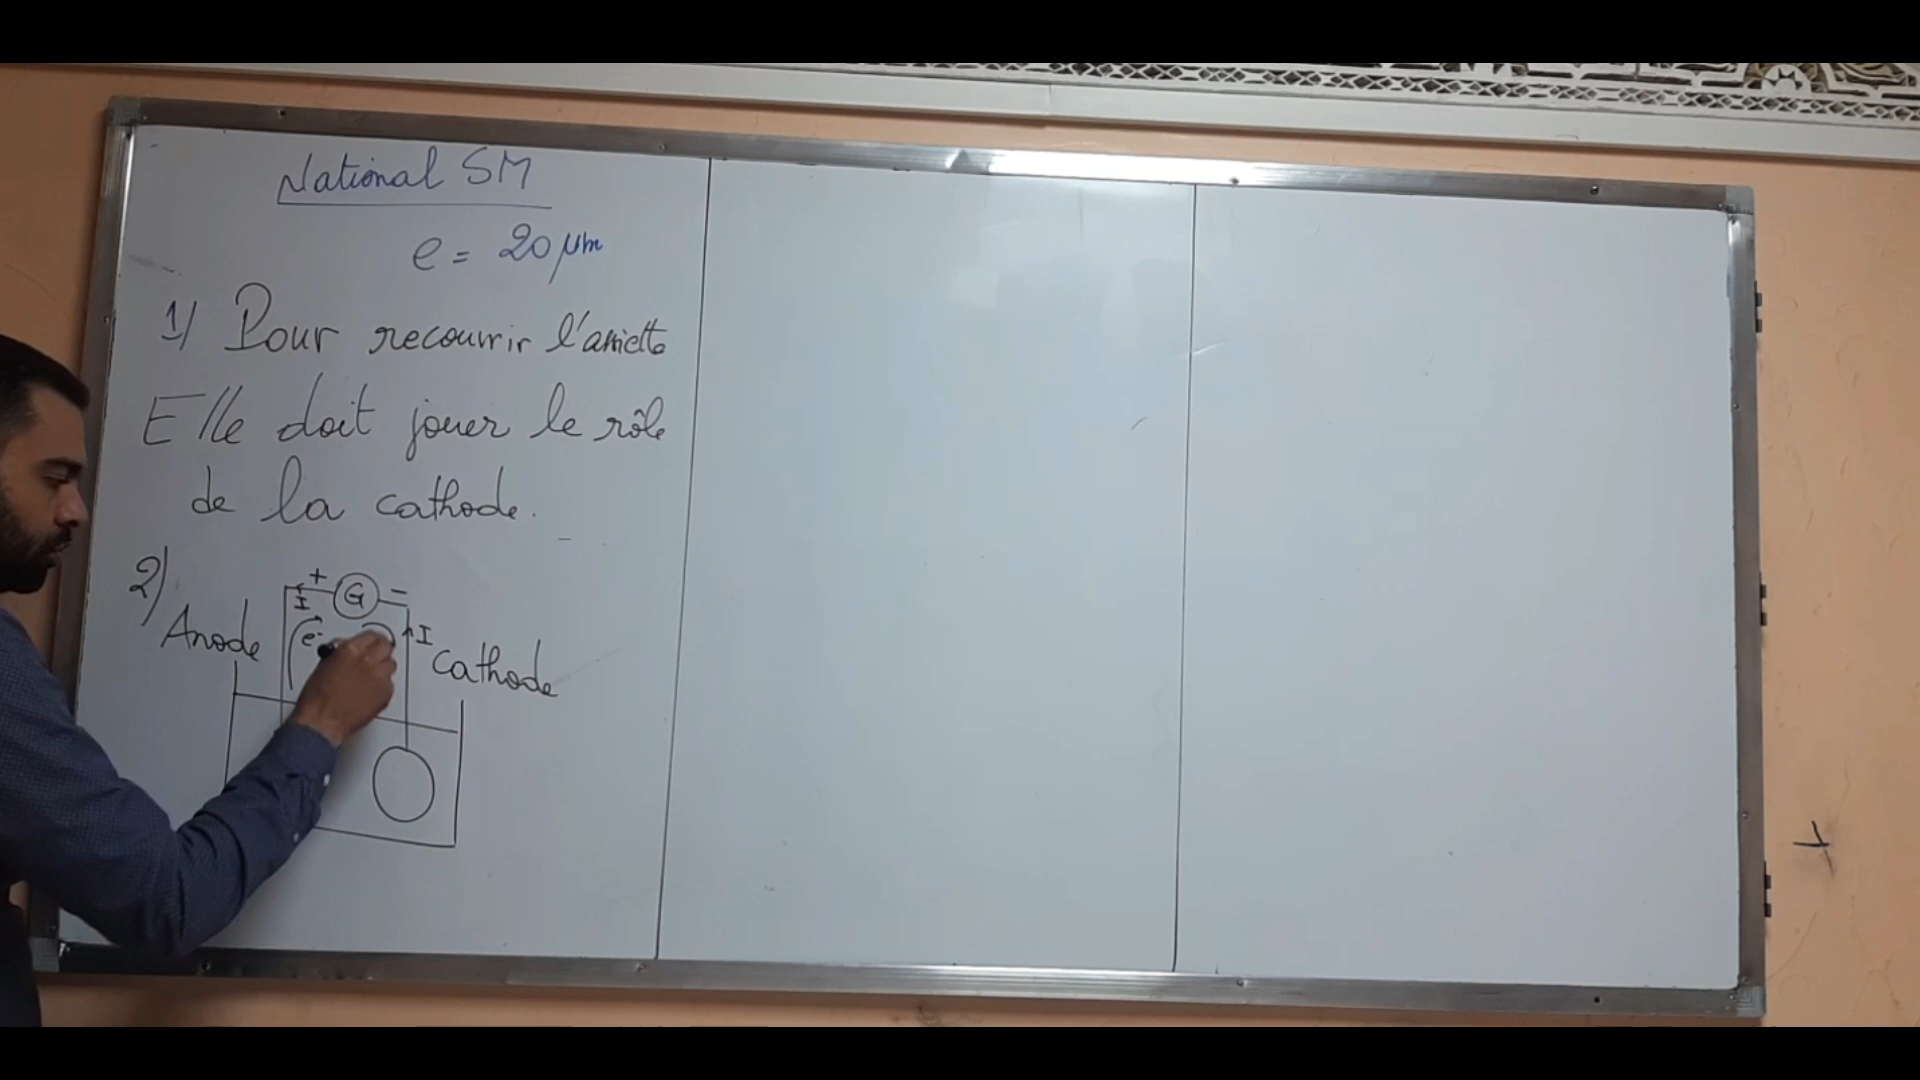 National SM
e = 20 µm
1) Pour recouvrir l'assiette
Elle doit jouer le rôle
de la cathode.
2)
+ G -
I
e-
I
Anode
cathode